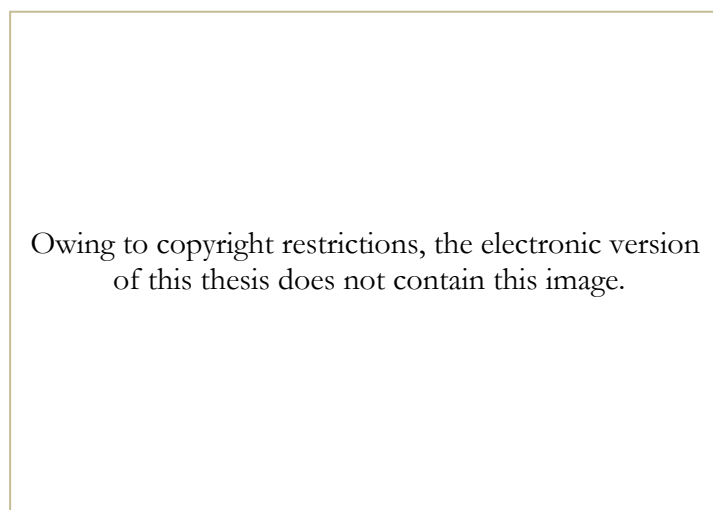 Owing to copyright restrictions, the electronic version
of this thesis does not contain this image.